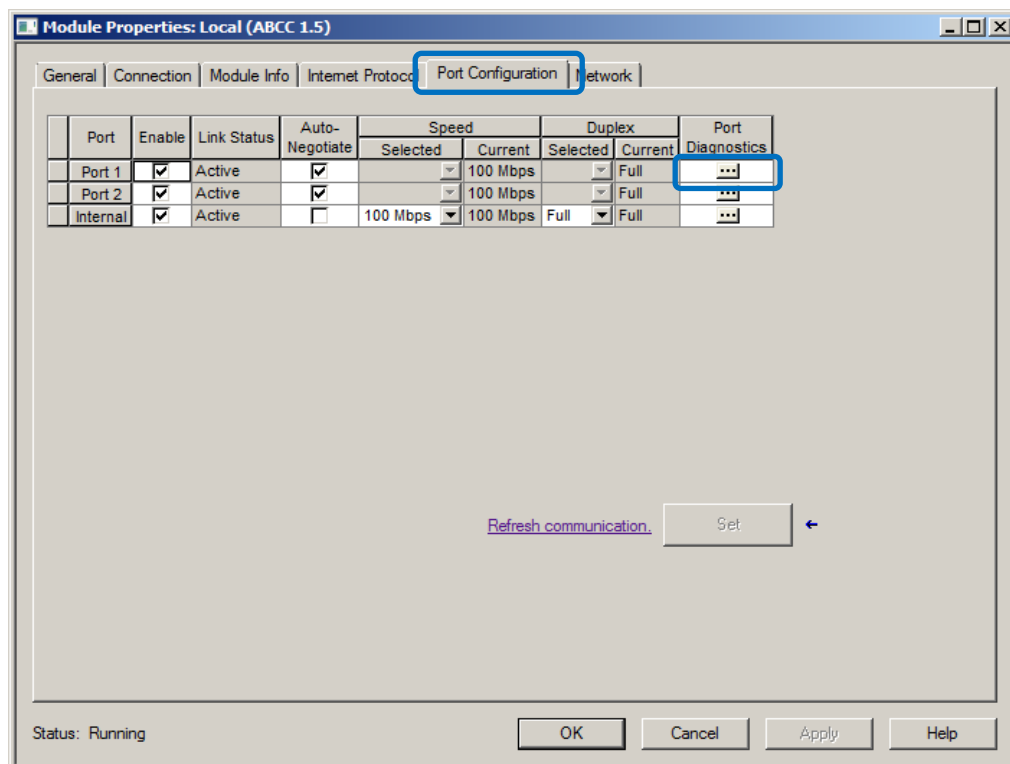 Module Properties: Local (ABCC 1.5)
General Connection Module Info Internet Protocol Port Configuration Network
Port Enable Link Status Auto-Negotiate Speed Duplex Port Diagnostics
Selected Current Selected Current
Port 1 Active 100 Mbps Full ...
Port 2 Active 100 Mbps Full ...
Internal Active 100 Mbps 100 Mbps Full Full ...
Refresh communication. Set
Status: Running OK Cancel Apply Help